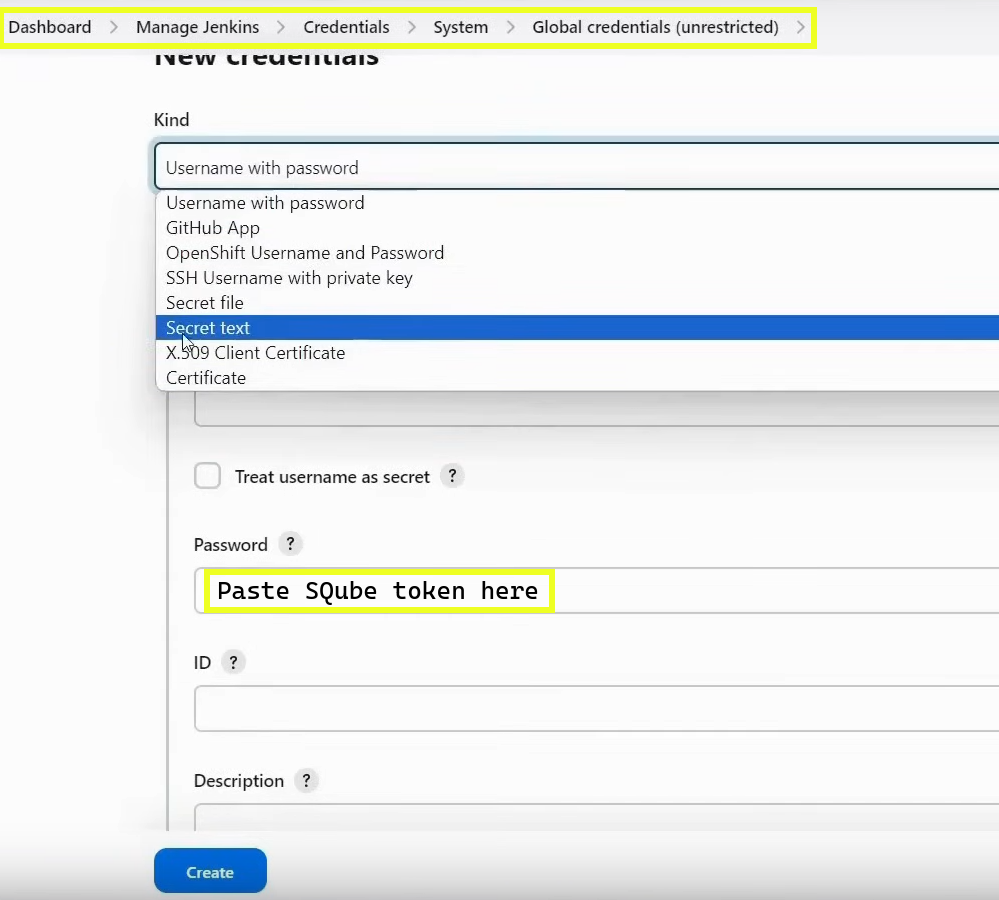 Dashboard > Manage Jenkins > Credentials > System > Global credentials (unrestricted) >
New credentials
Kind
Username with password
Username with password
GitHub App
OpenShift Username and Password
SSH Username with private key
Secret file
Secret text
X.509 Client Certificate
Certificate
Treat username as secret ?
Password ?
Paste SQube token here
ID ?
Description ?
Create